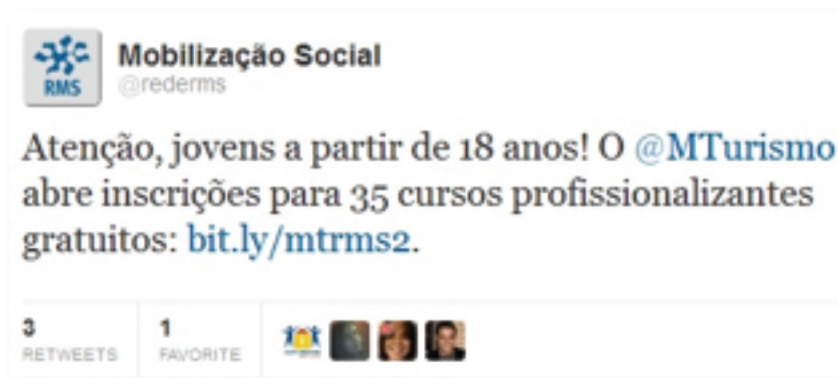 RMS
Mobilização Social
@rederms
Atenção, jovens a partir de 18 anos! O @MTurismo
abre inscrições para 35 cursos profissionalizantes
gratuitos: bit.ly/mtrms2.
3
RETWEETS
1
FAVORITE